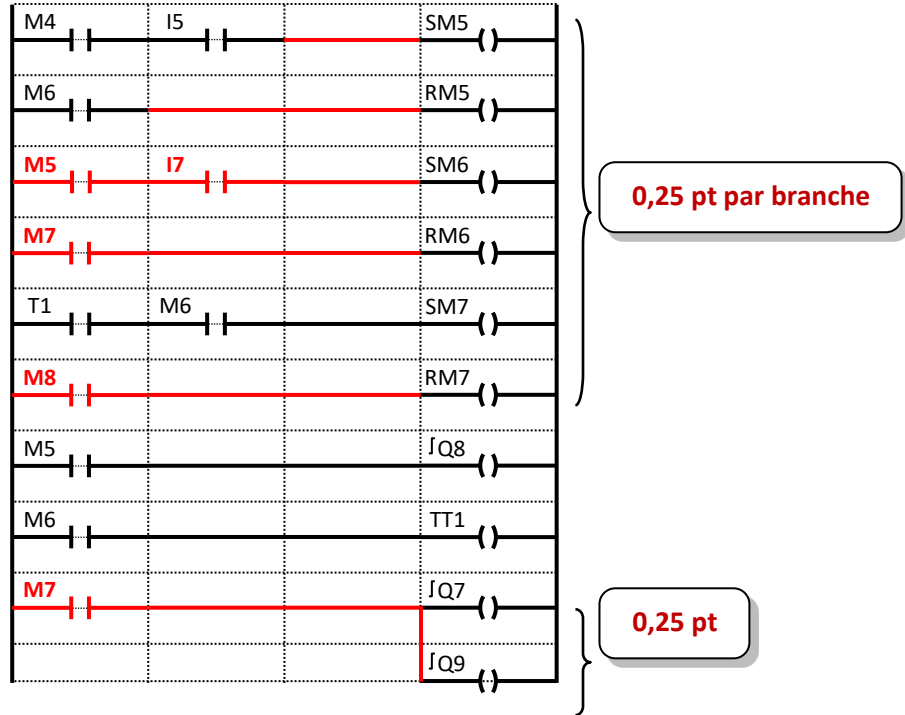 M4 I5 SM5
M6 RM5
M5 I7 SM6
0,25 pt par branche
M7 RM6
T1 M6 SM7
M8 RM7
M5 ⌠Q8
M6 TT1
M7 ⌠Q7
0,25 pt
⌠Q9